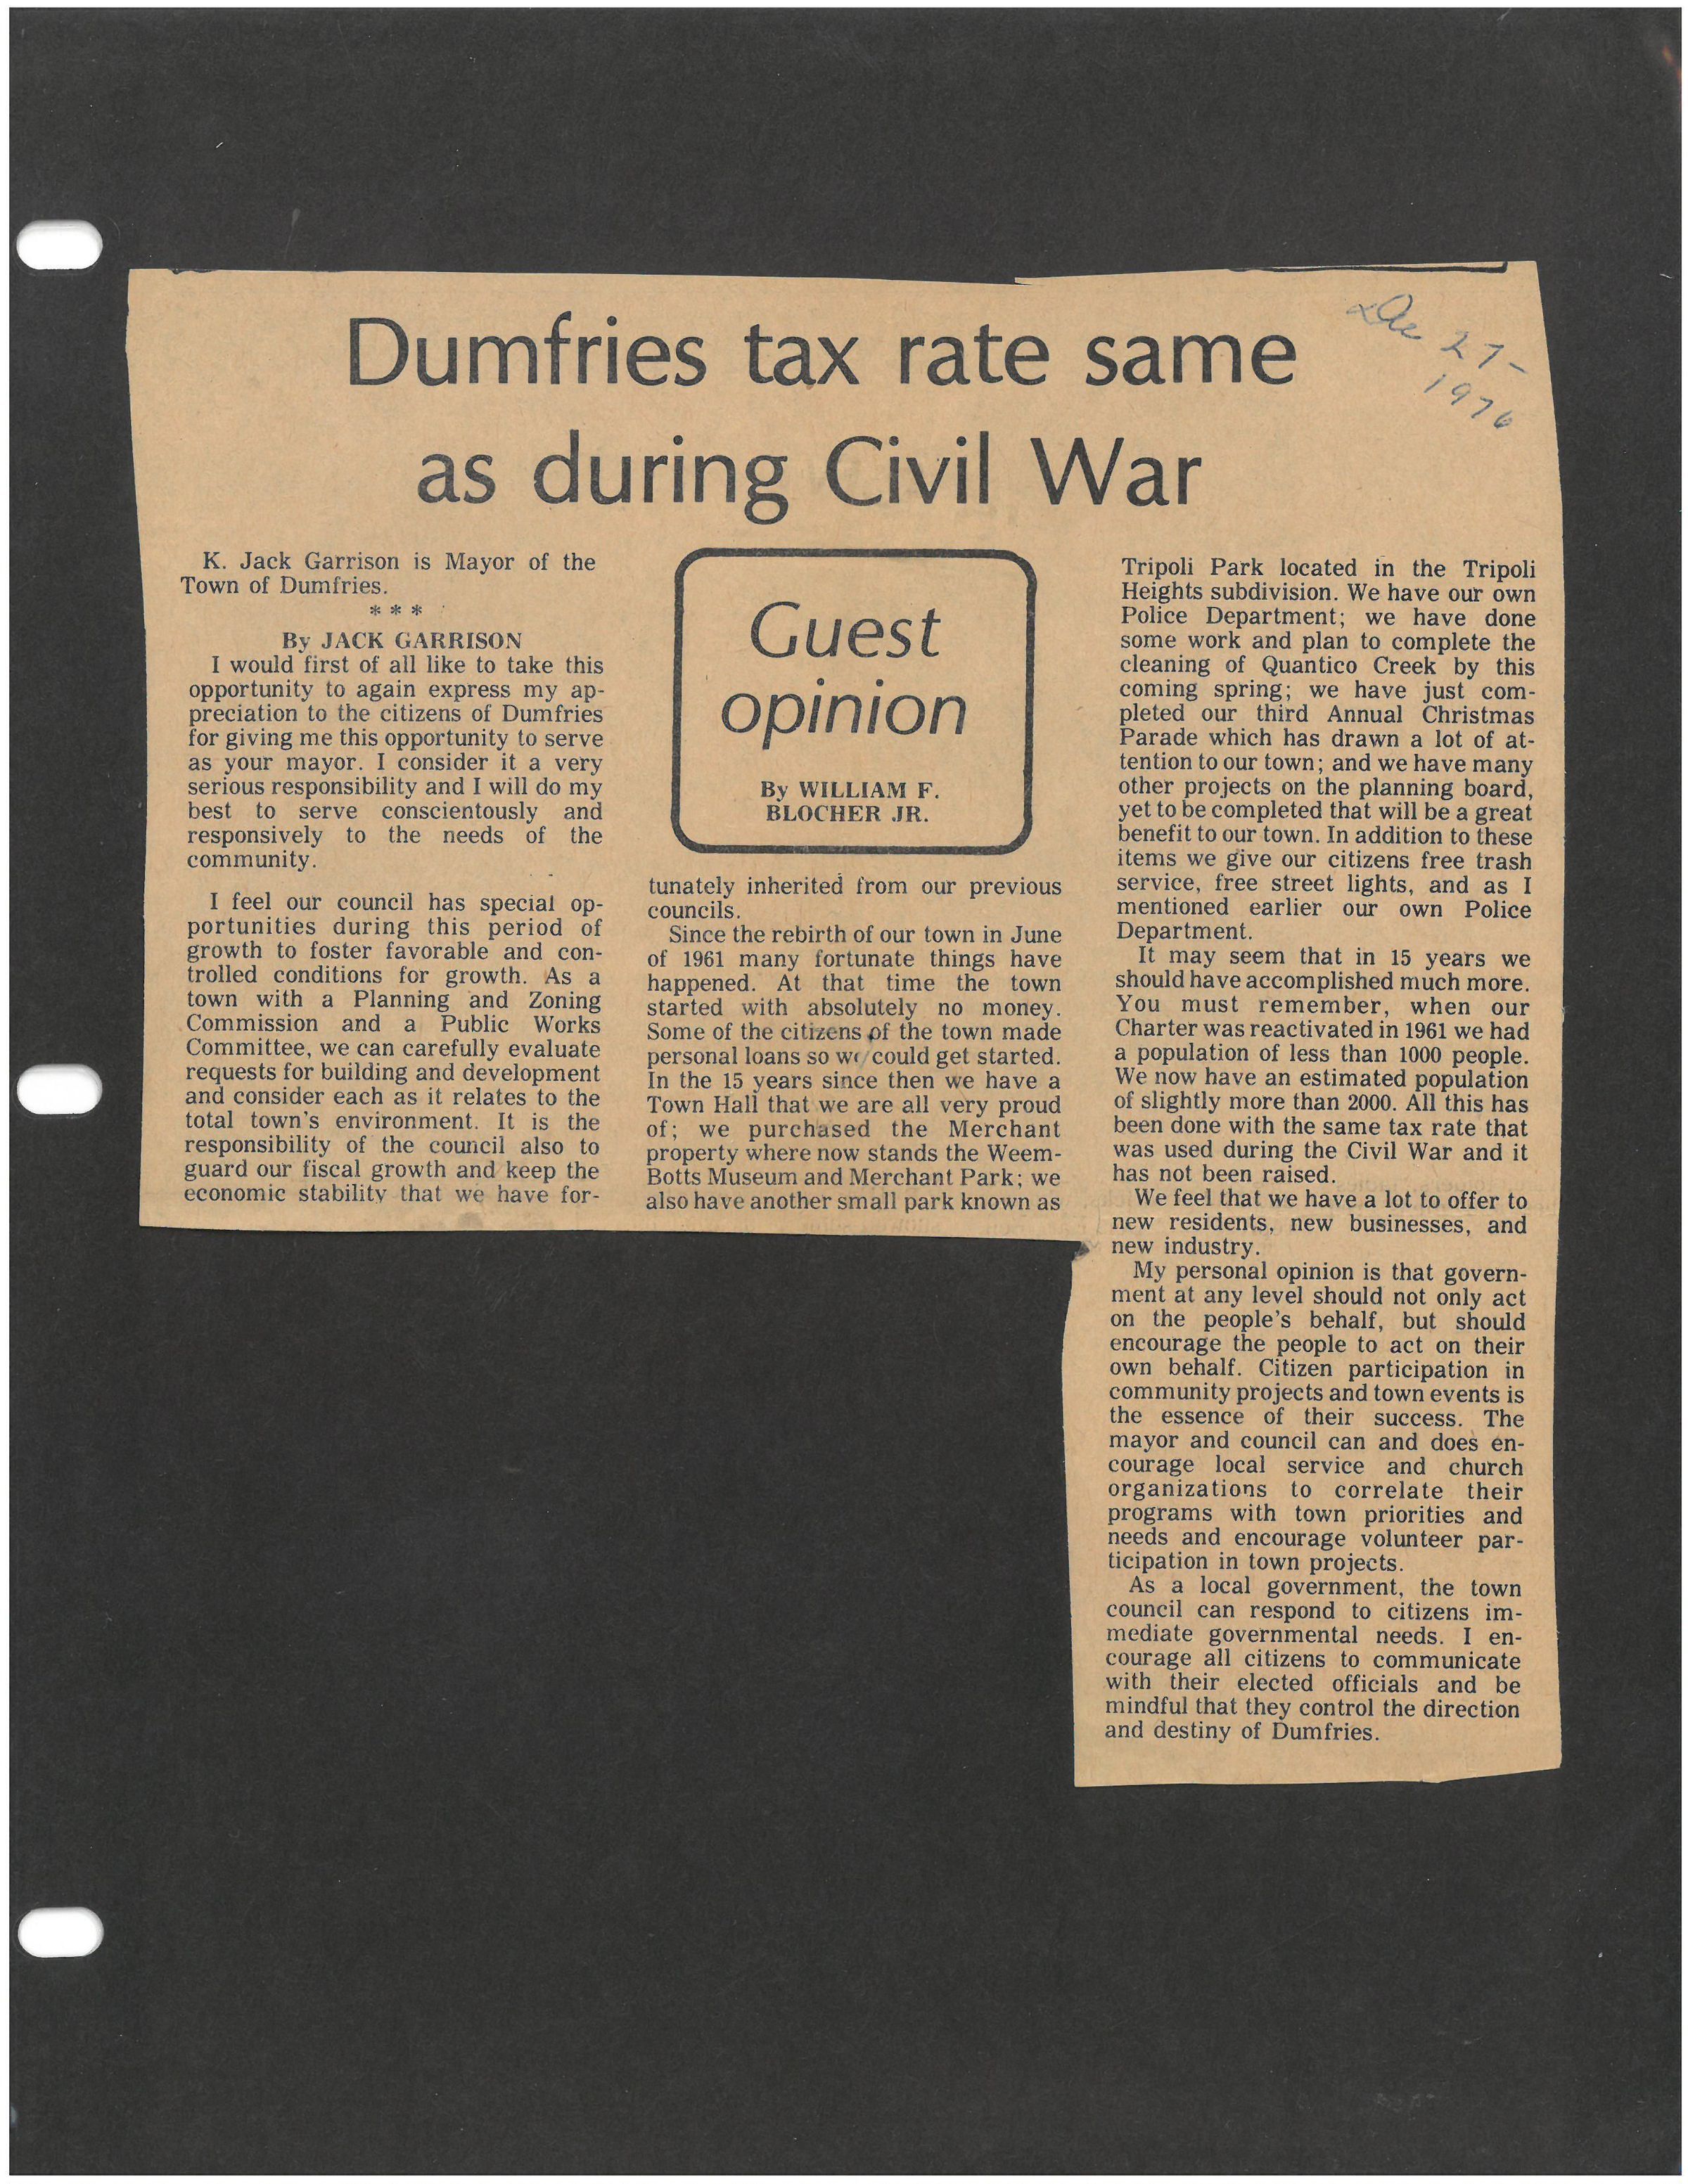 Dumfries tax rate same
as during Civil War
Dec 27-
1976
K. Jack Garrison is Mayor of the
Town of Dumfries.
* * *
By JACK GARRISON
I would first of all like to take this
opportunity to again express my ap-
preciation to the citizens of Dumfries
for giving me this opportunity to serve
as your mayor. I consider it a very
serious responsibility and I will do my
best to serve conscientously and
responsively to the needs of the
community.
I feel our council has special op-
portunities during this period of
growth to foster favorable and con-
trolled conditions for growth. As a
town with a Planning and Zoning
Commission and a Public Works
Committee, we can carefully evaluate
requests for building and development
and consider each as it relates to the
total town's environment. It is the
responsibility of the council also to
guard our fiscal growth and keep the
economic stability that we have for-
Guest
opinion
By WILLIAM F.
BLOCHER JR.
tunately inherited from our previous
councils.
Since the rebirth of our town in June
of 1961 many fortunate things have
happened. At that time the town
started with absolutely no money.
Some of the citizens of the town made
personal loans so we could get started.
In the 15 years since then we have a
Town Hall that we are all very proud
of; we purchased the Merchant
property where now stands the Weem-
Botts Museum and Merchant Park; we
also have another small park known as
Tripoli Park located in the Tripoli
Heights subdivision. We have our own
Police Department; we have done
some work and plan to complete the
cleaning of Quantico Creek by this
coming spring; we have just com-
pleted our third Annual Christmas
Parade which has drawn a lot of at-
tention to our town; and we have many
other projects on the planning board,
yet to be completed that will be a great
benefit to our town. In addition to these
items we give our citizens free trash
service, free street lights, and as I
mentioned earlier our own Police
Department.
It may seem that in 15 years we
should have accomplished much more.
You must remember, when our
Charter was reactivated in 1961 we had
a population of less than 1000 people.
We now have an estimated population
of slightly more than 2000. All this has
been done with the same tax rate that
was used during the Civil War and it
has not been raised.
We feel that we have a lot to offer to
new residents, new businesses, and
new industry.
My personal opinion is that govern-
ment at any level should not only act
on the people's behalf, but should
encourage the people to act on their
own behalf. Citizen participation in
community projects and town events is
the essence of their success. The
mayor and council can and does en-
courage local service and church
organizations to correlate their
programs with town priorities and
needs and encourage volunteer par-
ticipation in town projects.
As a local government, the town
council can respond to citizens im-
mediate governmental needs. I en-
courage all citizens to communicate
with their elected officials and be
mindful that they control the direction
and destiny of Dumfries.